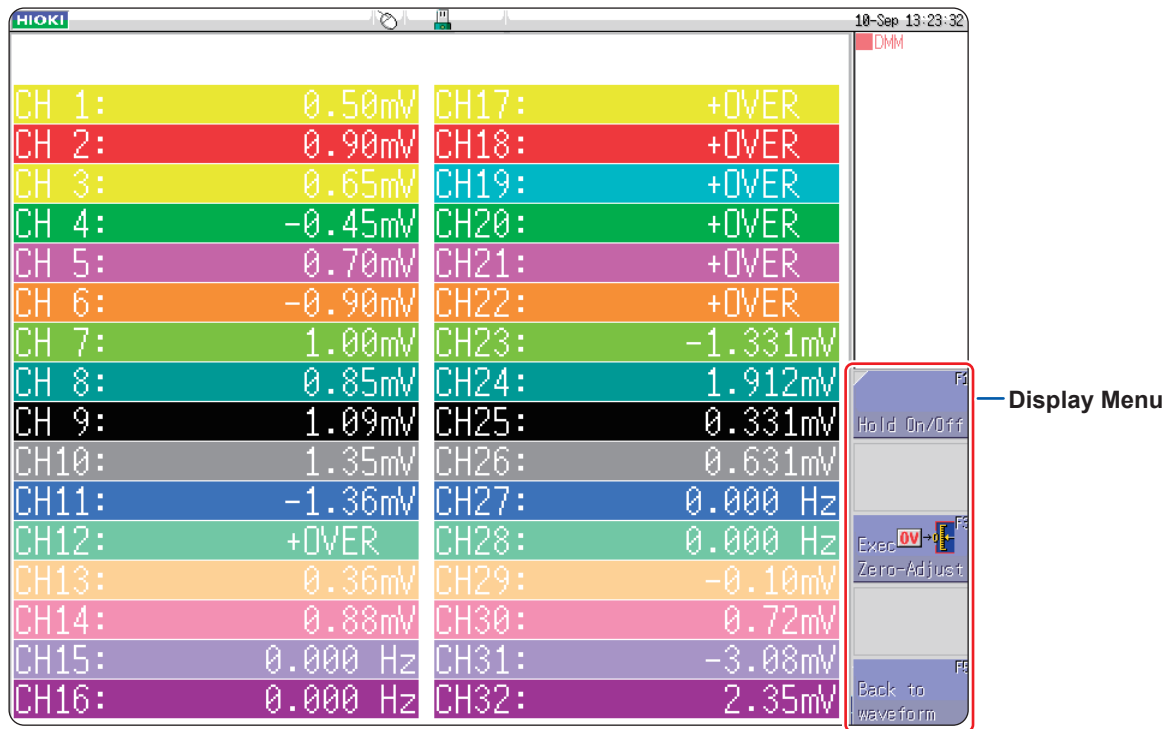 HIOKI
10-Sep 13:23:32
DMM
CH 1: 0.50mV CH17: +OVER
CH 2: 0.90mV CH18: +OVER
CH 3: 0.65mV CH19: +OVER
CH 4: -0.45mV CH20: +OVER
CH 5: 0.70mV CH21: +OVER
CH 6: -0.90mV CH22: +OVER
CH 7: 1.00mV CH23: -1.331mV
CH 8: 0.85mV CH24: 1.912mV
CH 9: 1.09mV CH25: 0.331mV
CH10: 1.35mV CH26: 0.631mV
CH11: -1.36mV CH27: 0.000 Hz
CH12: +OVER CH28: 0.000 Hz
CH13: 0.36mV CH29: -0.10mV
CH14: 0.88mV CH30: 0.72mV
CH15: 0.000 Hz CH31: -3.08mV
CH16: 0.000 Hz CH32: 2.35mV
F1
Hold On/Off
F3
Exec 0V
Zero-Adjust
F5
Back to
waveform
Display Menu